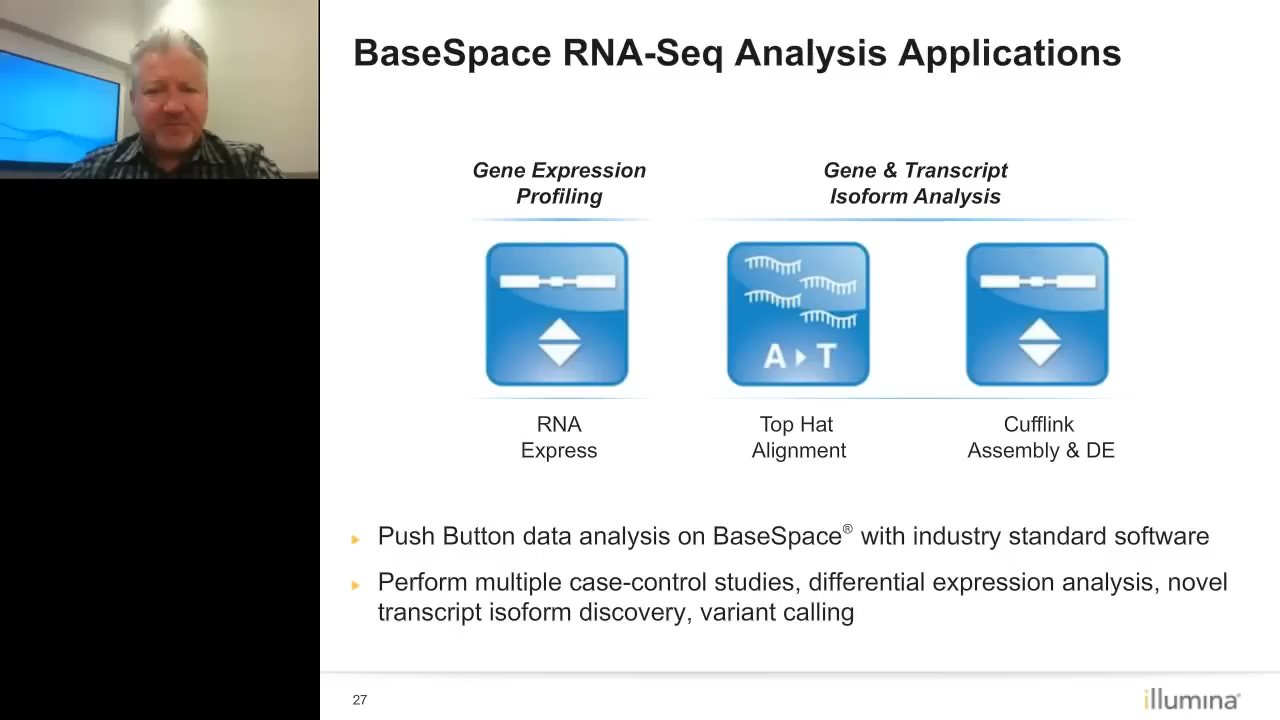 BaseSpace RNA-Seq Analysis Applications
Gene Expression
Profiling
Gene & Transcript
Isoform Analysis
A T
RNA
Express
Top Hat
Alignment
Cufflink
Assembly & DE
Push Button data analysis on BaseSpace® with industry standard software
Perform multiple case-control studies, differential expression analysis, novel
transcript isoform discovery, variant calling
27
illumina®